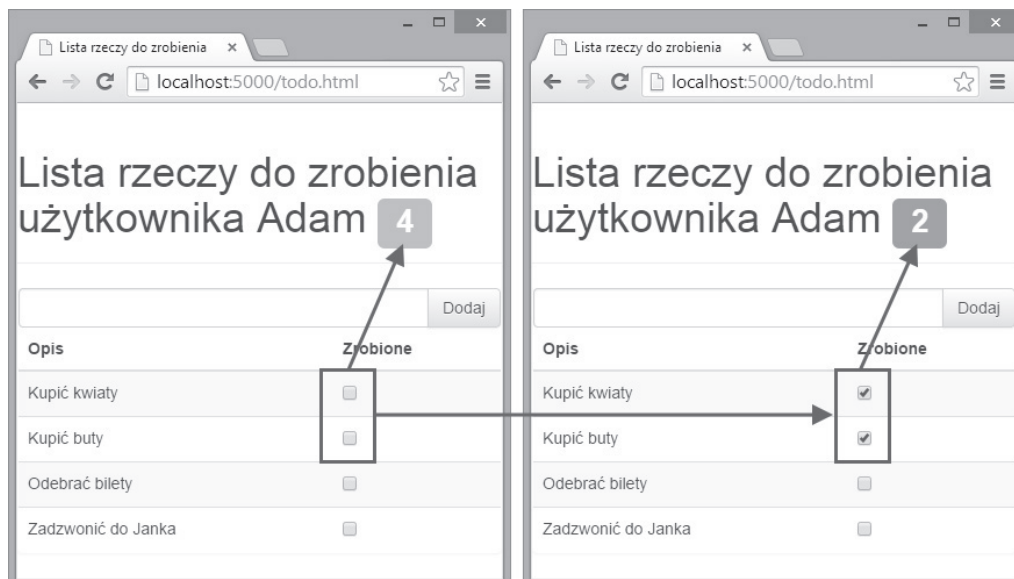 Lista rzeczy do zrobienia
localhost:5000/todo.html
Lista rzeczy do zrobienia
użytkownika Adam 4
Dodaj
Opis Zrobione
Kupić kwiaty
Kupić buty
Odebrać bilety
Zadzwonić do Janka
Lista rzeczy do zrobienia
localhost:5000/todo.html
Lista rzeczy do zrobienia
użytkownika Adam 2
Dodaj
Opis Zrobione
Kupić kwiaty
Kupić buty
Odebrać bilety
Zadzwonić do Janka